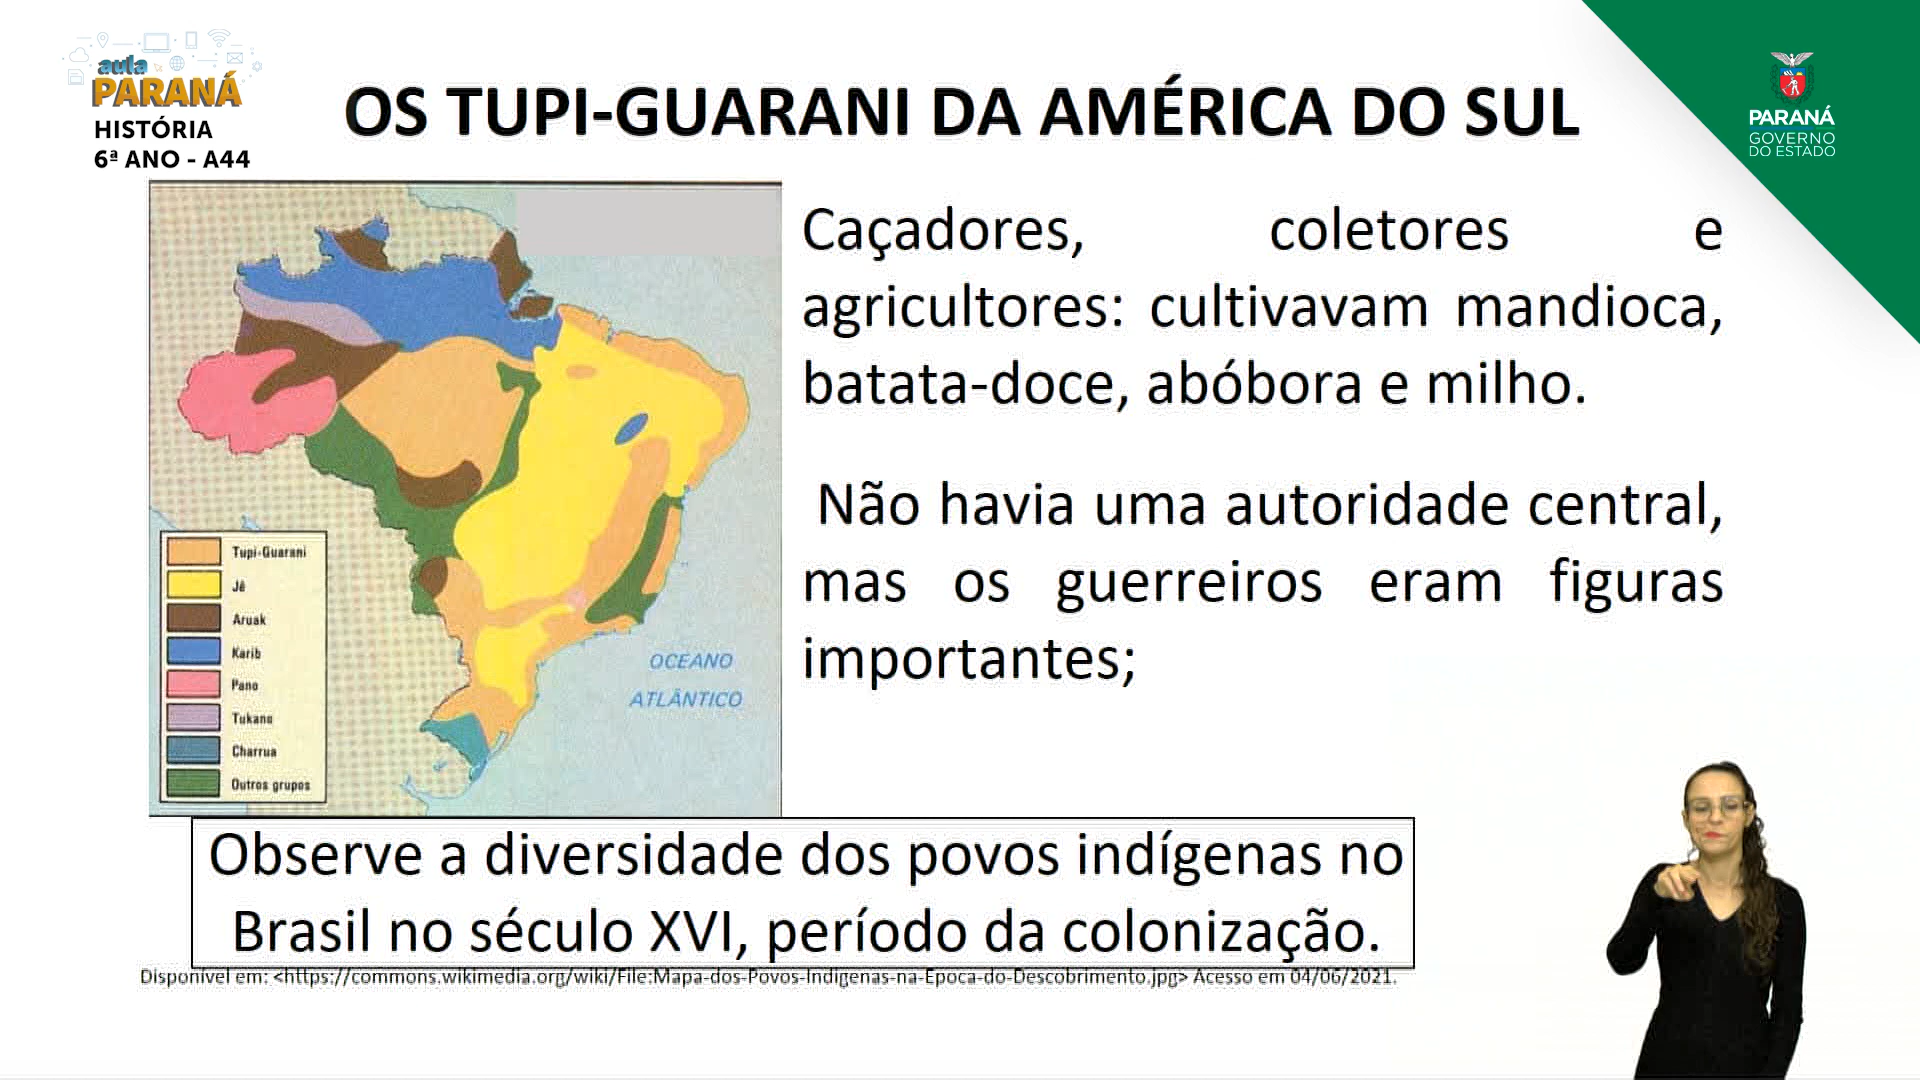 aula
PARANÁ
HISTÓRIA
6ª ANO - A44
OS TUPI-GUARANI DA AMÉRICA DO SUL
PARANÁ
GOVERNO
DO ESTADO
Caçadores, coletores e
agricultores: cultivavam mandioca,
batata-doce, abóbora e milho.
Não havia uma autoridade central,
mas os guerreiros eram figuras
importantes;
Tupi-Guarani
Jê
Aruak
Karib
Pano
Tukano
Charrua
Outros grupos
OCEANO
ATLÂNTICO
Observe a diversidade dos povos indígenas no
Brasil no século XVI, período da colonização.
Disponível em: <https://commons.wikimedia.org/wiki/File:Mapa-dos-Povos-Indigenas-na-Epoca-do-Descobrimento.jpg> Acesso em 04/06/2021.